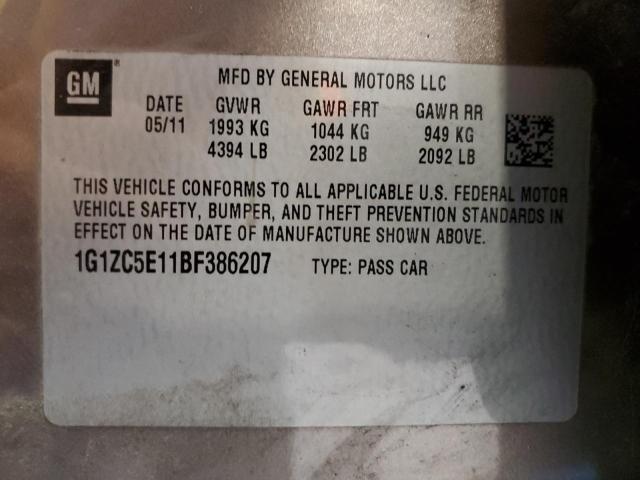 GM®
MFD BY GENERAL MOTORS LLC
DATE GVWR GAWR FRT GAWR RR
05/11 1993 KG 1044 KG 949 KG
4394 LB 2302 LB 2092 LB
THIS VEHICLE CONFORMS TO ALL APPLICABLE U.S. FEDERAL MOTOR
VEHICLE SAFETY, BUMPER, AND THEFT PREVENTION STANDARDS IN
EFFECT ON THE DATE OF MANUFACTURE SHOWN ABOVE.
1G1ZC5E11BF386207 TYPE: PASS CAR